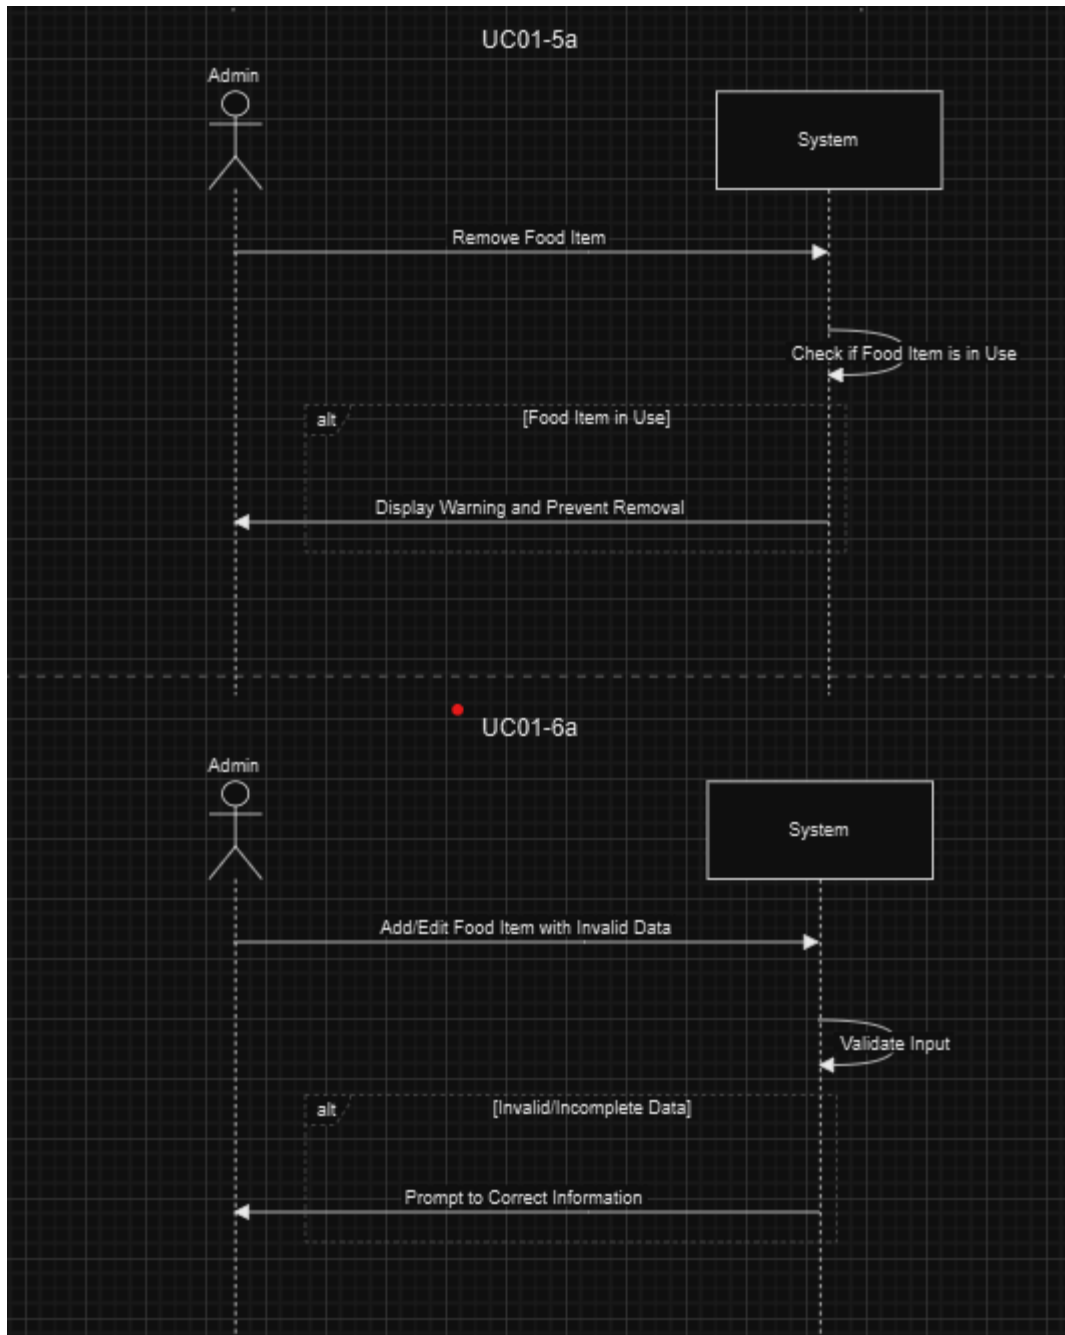 UC01-5a
Admin
System
Remove Food Item
Check if Food Item is in Use
alt
[Food Item in Use]
Display Warning and Prevent Removal
UC01-6a
Admin
System
Add/Edit Food Item with Invalid Data
Validate Input
alt
[Invalid/Incomplete Data]
Prompt to Correct Information